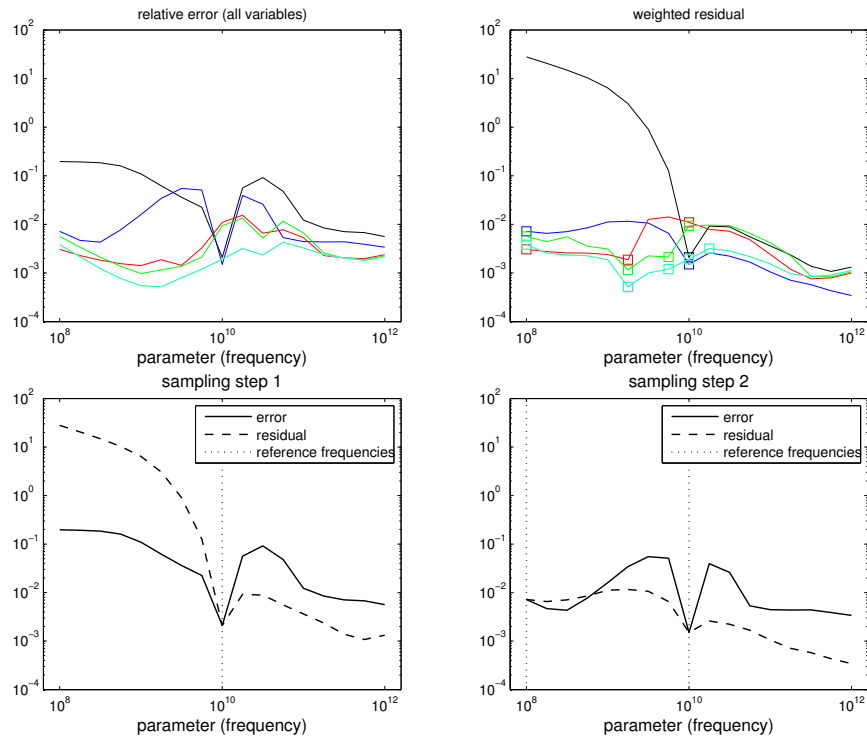 relative error (all variables)
10^2
10^1
10^0
10^-1
10^-2
10^-3
10^-4
10^8
10^10
10^12
parameter (frequency)
weighted residual
10^2
10^1
10^0
10^-1
10^-2
10^-3
10^-4
10^8
10^10
10^12
parameter (frequency)
sampling step 1
10^2
10^1
10^0
10^-1
10^-2
10^-3
10^-4
error
residual
reference frequencies
10^8
10^10
10^12
parameter (frequency)
sampling step 2
10^2
10^1
10^0
10^-1
10^-2
10^-3
10^-4
error
residual
reference frequencies
10^8
10^10
10^12
parameter (frequency)